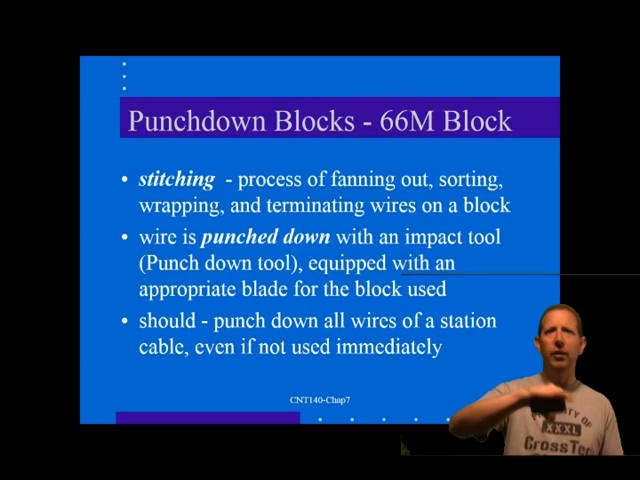 Punchdown Blocks - 66M Block
• stitching - process of fanning out, sorting,
wrapping, and terminating wires on a block
• wire is punched down with an impact tool
(Punch down tool), equipped with an
appropriate blade for the block used
• should - punch down all wires of a station
cable, even if not used immediately
CNT140-Chap7
XXXL